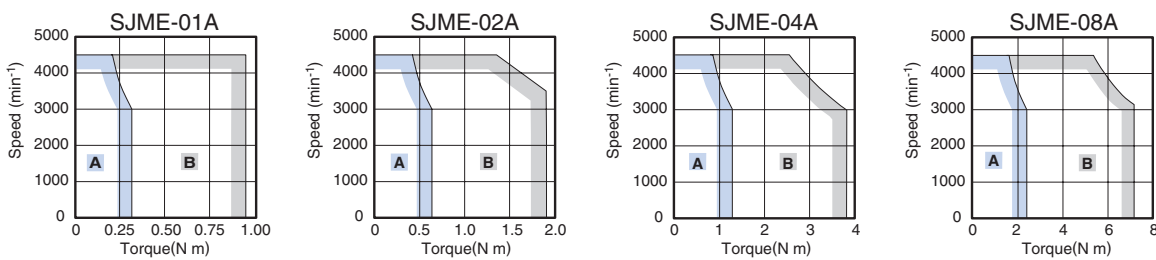 SJME-01A
Speed (min⁻¹)
5000
4000
3000
2000
1000
0
A
B
0 0.25 0.50 0.75 1.00
Torque(N m)
SJME-02A
Speed (min⁻¹)
5000
4000
3000
2000
1000
0
A
B
0 0.5 1.0 1.5 2.0
Torque(N m)
SJME-04A
Speed (min⁻¹)
5000
4000
3000
2000
1000
0
A
B
0 1 2 3 4
Torque(N m)
SJME-08A
Speed (min⁻¹)
5000
4000
3000
2000
1000
0
A
B
0 2 4 6 8
Torque(N m)